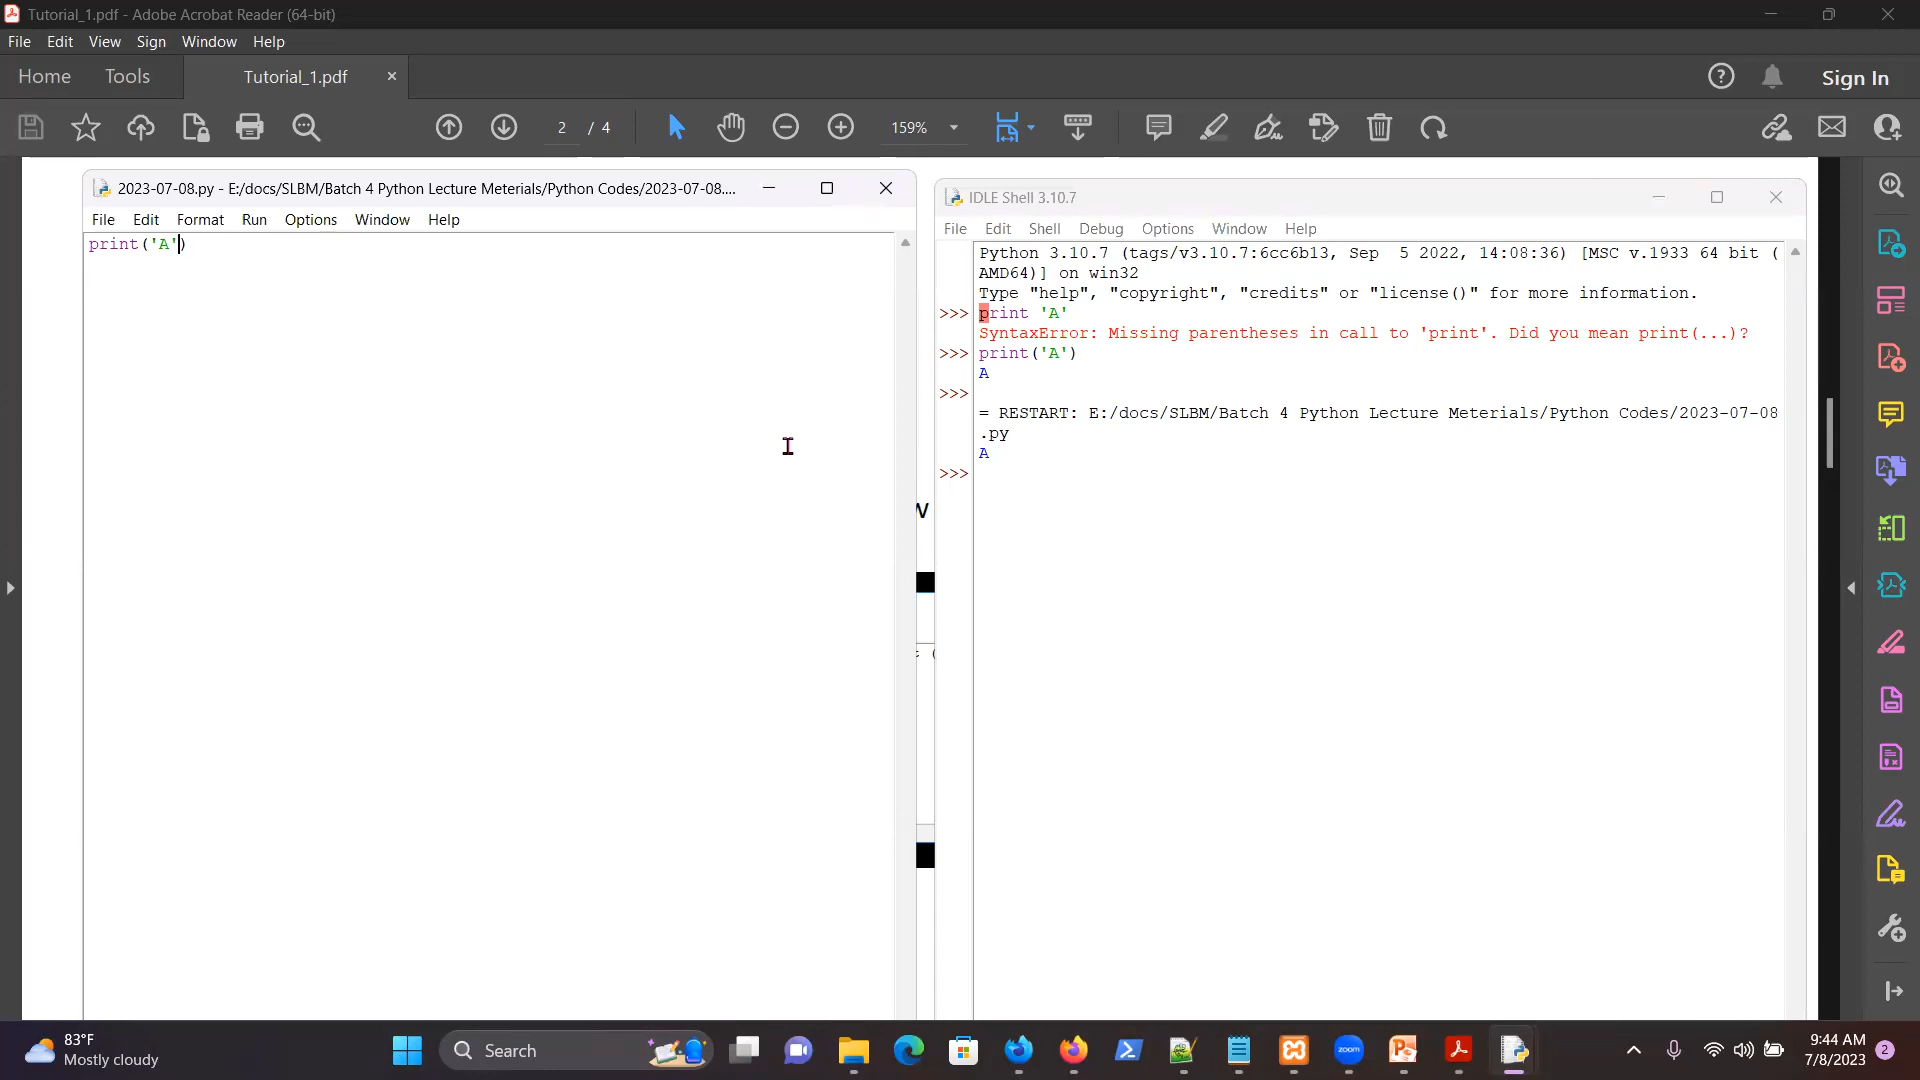 Tutorial_1.pdf - Adobe Acrobat Reader (64-bit)
File Edit View Sign Window Help
Home Tools Tutorial_1.pdf Sign In
2 / 4 159%
2023-07-08.py - E:/docs/SLBM/Batch 4 Python Lecture Meterials/Python Codes/2023-07-08....
File Edit Format Run Options Window Help
print('A')
IDLE Shell 3.10.7
File Edit Shell Debug Options Window Help
Python 3.10.7 (tags/v3.10.7:6cc6b13, Sep 5 2022, 14:08:36) [MSC v.1933 64 bit (
AMD64)] on win32
Type "help", "copyright", "credits" or "license()" for more information.
>>> print 'A'
SyntaxError: Missing parentheses in call to 'print'. Did you mean print(...)?
>>> print('A')
A
>>>
= RESTART: E:/docs/SLBM/Batch 4 Python Lecture Meterials/Python Codes/2023-07-08
.py
A
>>>
83°F
Mostly cloudy
Search
zoom
9:44 AM
7/8/2023
2